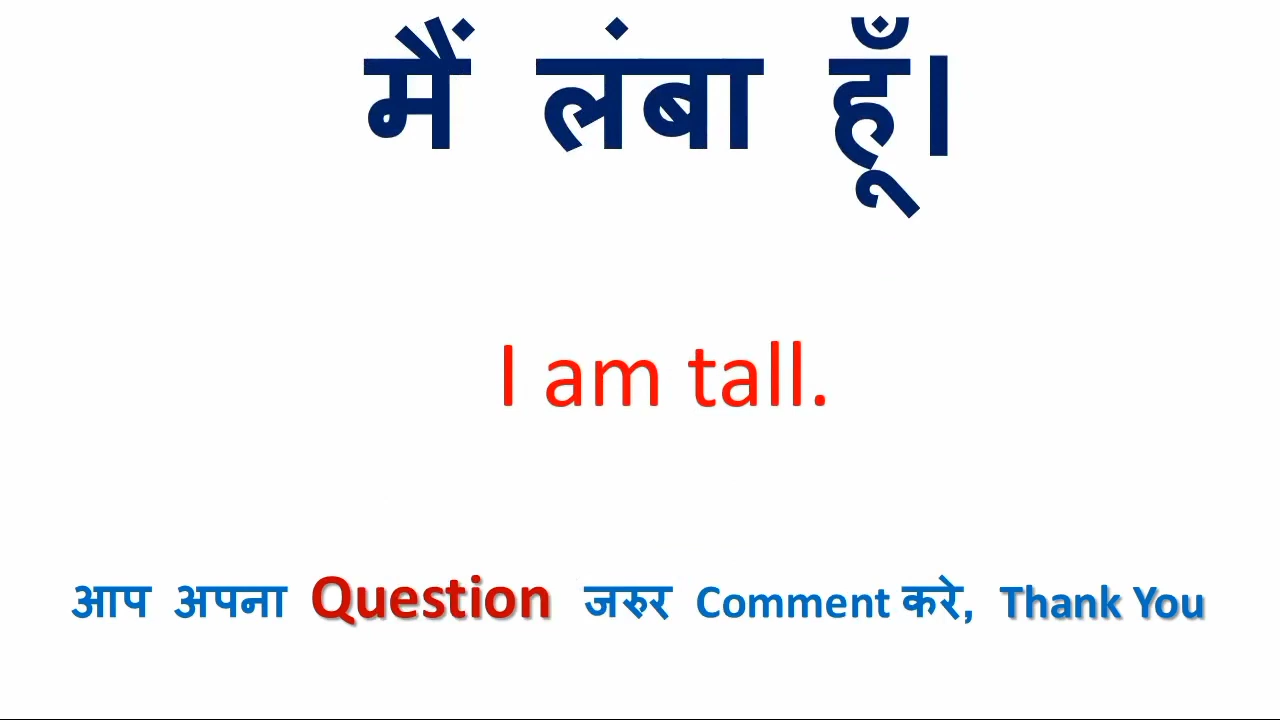 मैं लंबा हूँ।
I am tall.
आप अपना Question जरुर Comment करे, Thank You